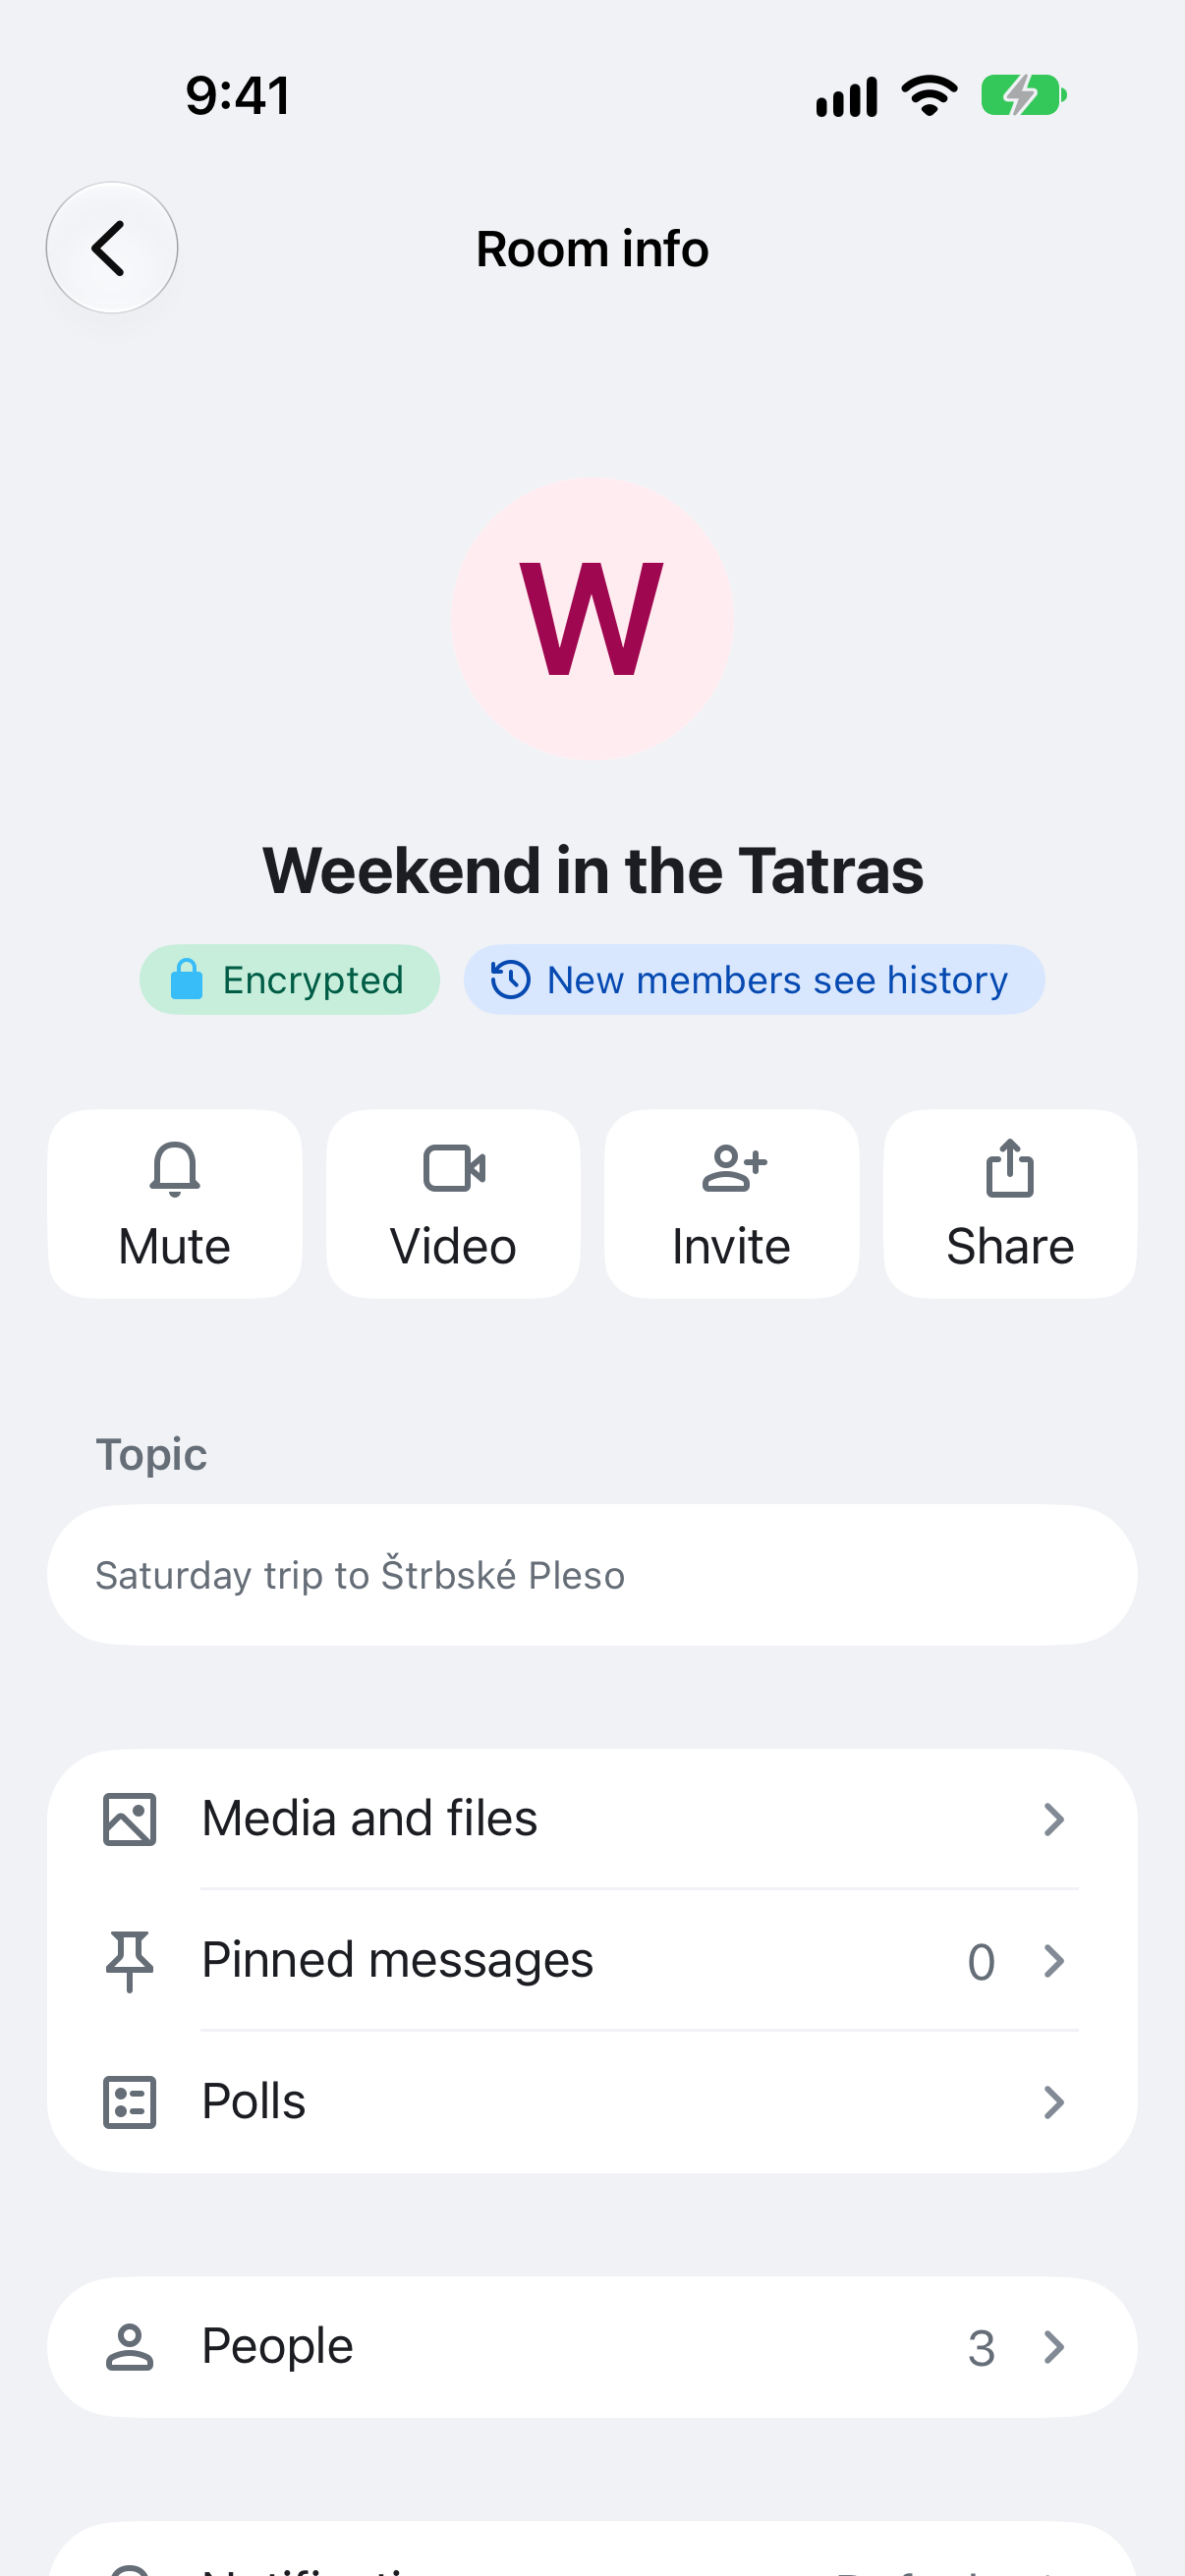 9:41
Room info
W
Weekend in the Tatras
Encrypted
New members see history
Mute
Video
Invite
Share
Topic
Saturday trip to Štrbské Pleso
Media and files
Pinned messages
0
Polls
People
3